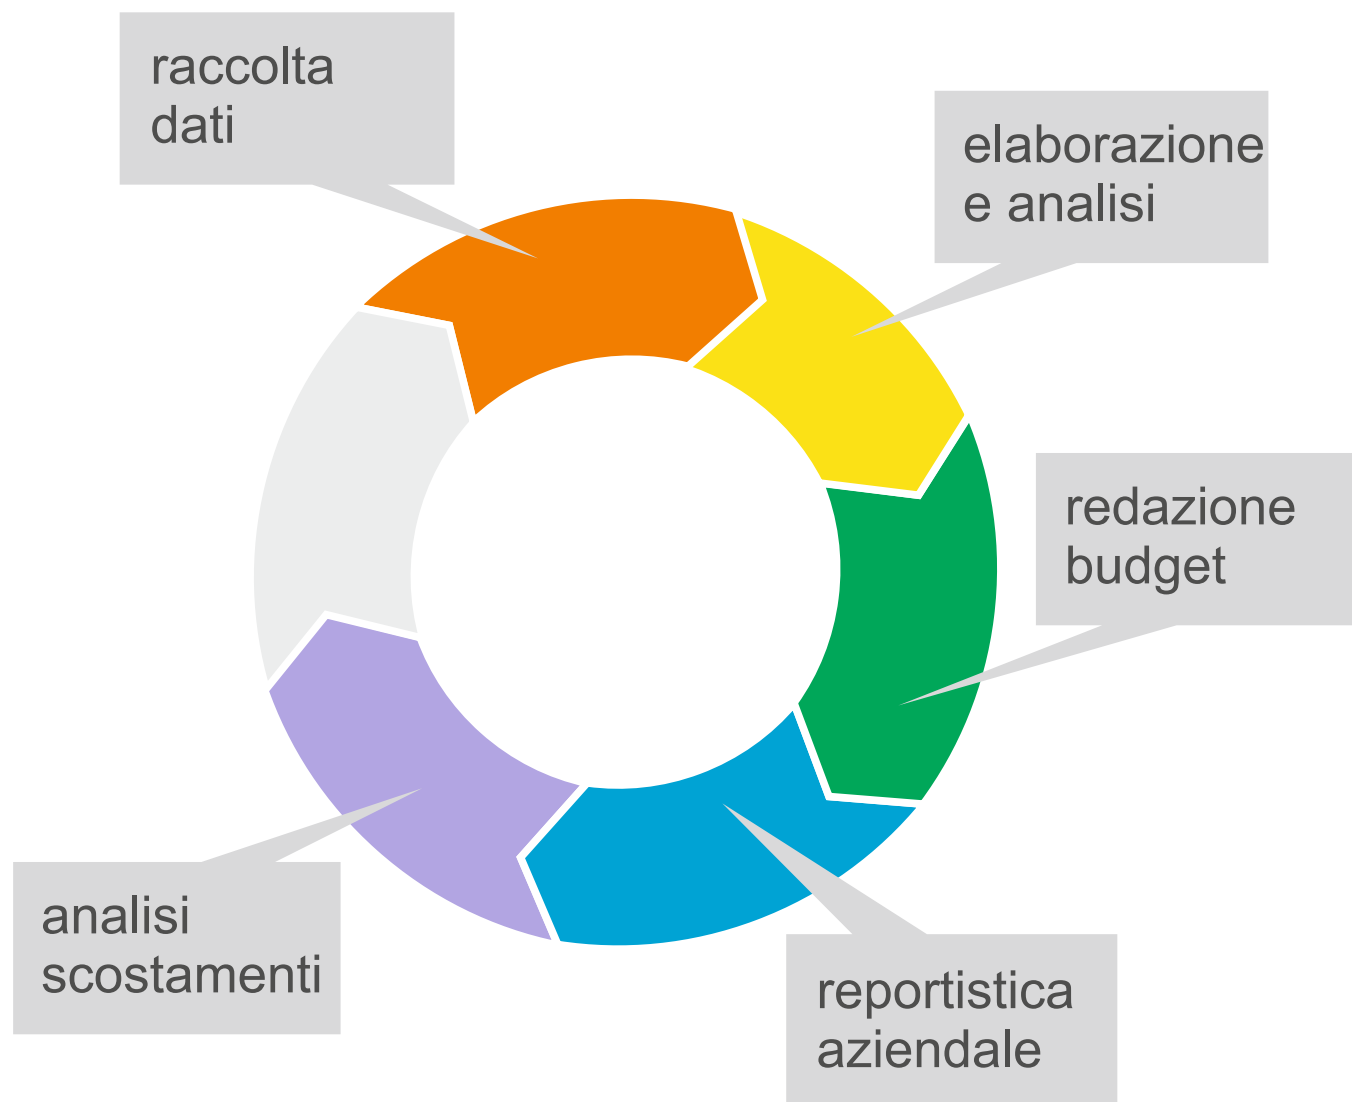 raccolta
dati
elaborazione
e analisi
redazione
budget
reportistica
aziendale
analisi
scostamenti